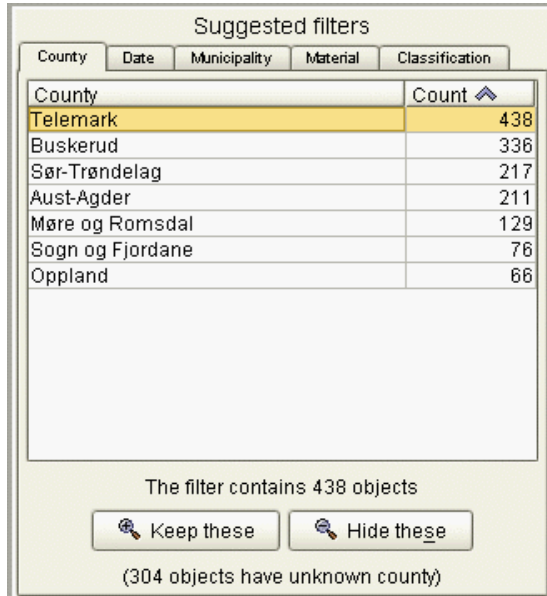 Suggested filters
County Date Municipality Material Classification
County Count
Telemark 438
Buskerud 336
Sør-Trøndelag 217
Aust-Agder 211
Møre og Romsdal 129
Sogn og Fjordane 76
Oppland 66
The filter contains 438 objects
Keep these Hide these
(304 objects have unknown county)